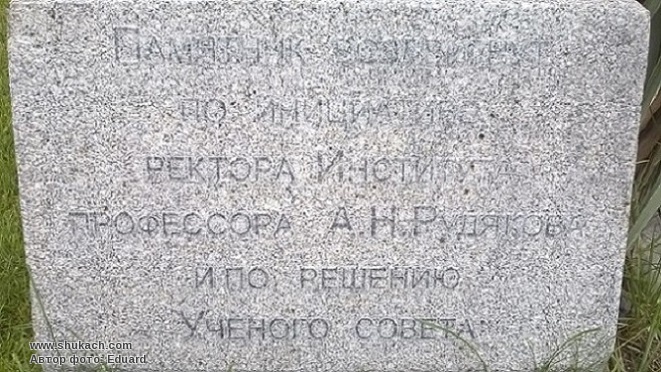 Памятник воздвигнут
по инициативе
ректора Института
профессора А.Н.Рудякова
и по решению
Ученого совета
www.shukach.com
Автор фото: Eduard